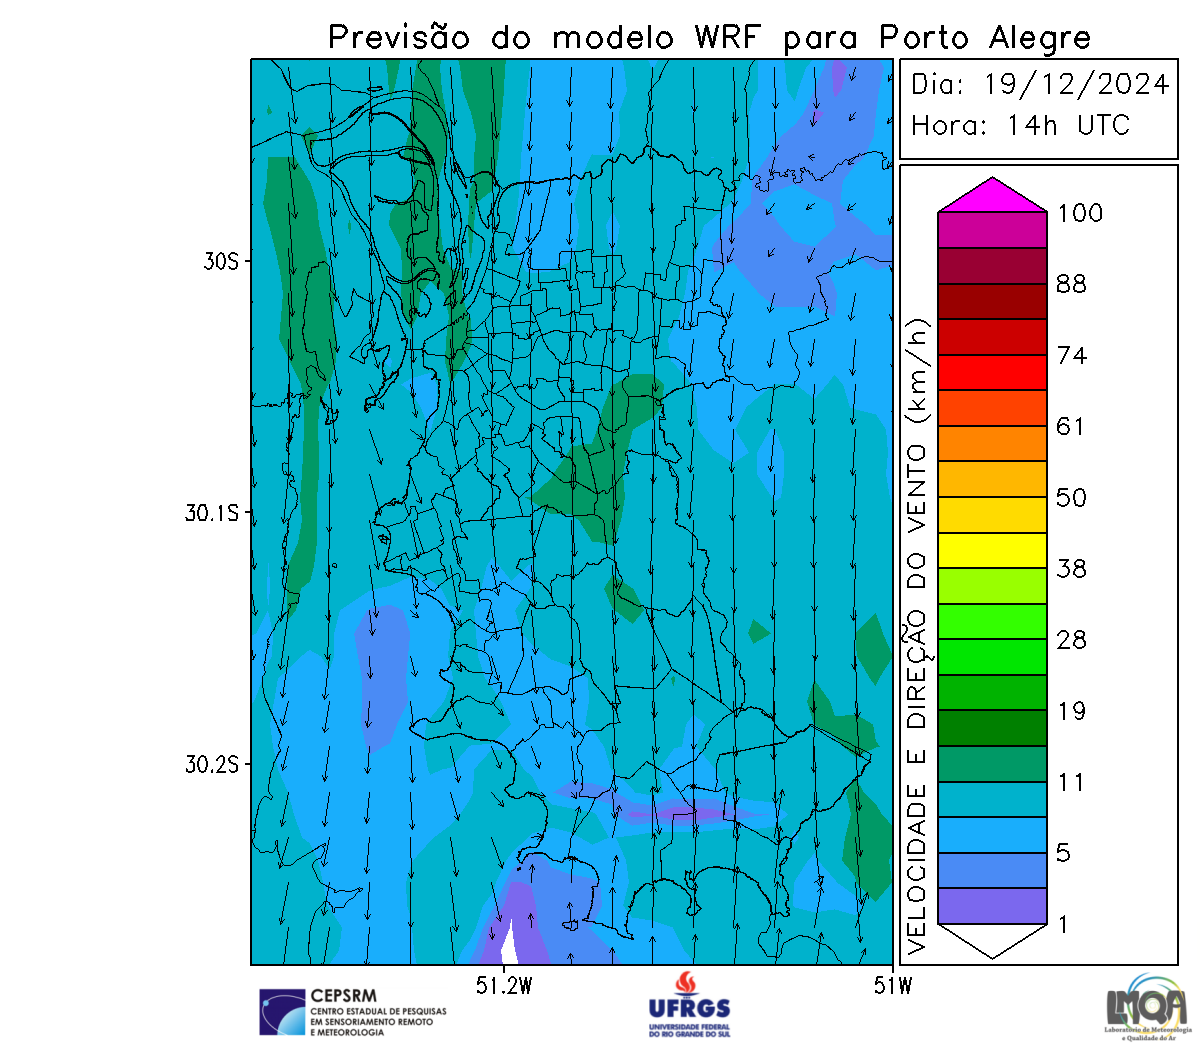 Previsão do modelo WRF para Porto Alegre
Dia: 19/12/2024
Hora: 14h UTC
30S
30.1S
30.2S
51.2W
51W
VELOCIDADE E DIREÇÃO DO VENTO (km/h)
100
88
74
61
50
38
28
19
11
5
1
CEPSRM
CENTRO ESTADUAL DE PESQUISAS
EM SENSORIAMENTO REMOTO
E METEOROLOGIA
UFRGS
UNIVERSIDADE FEDERAL
DO RIO GRANDE DO SUL
LMQA
Laboratório de Meteorologia
e Qualidade do Ar